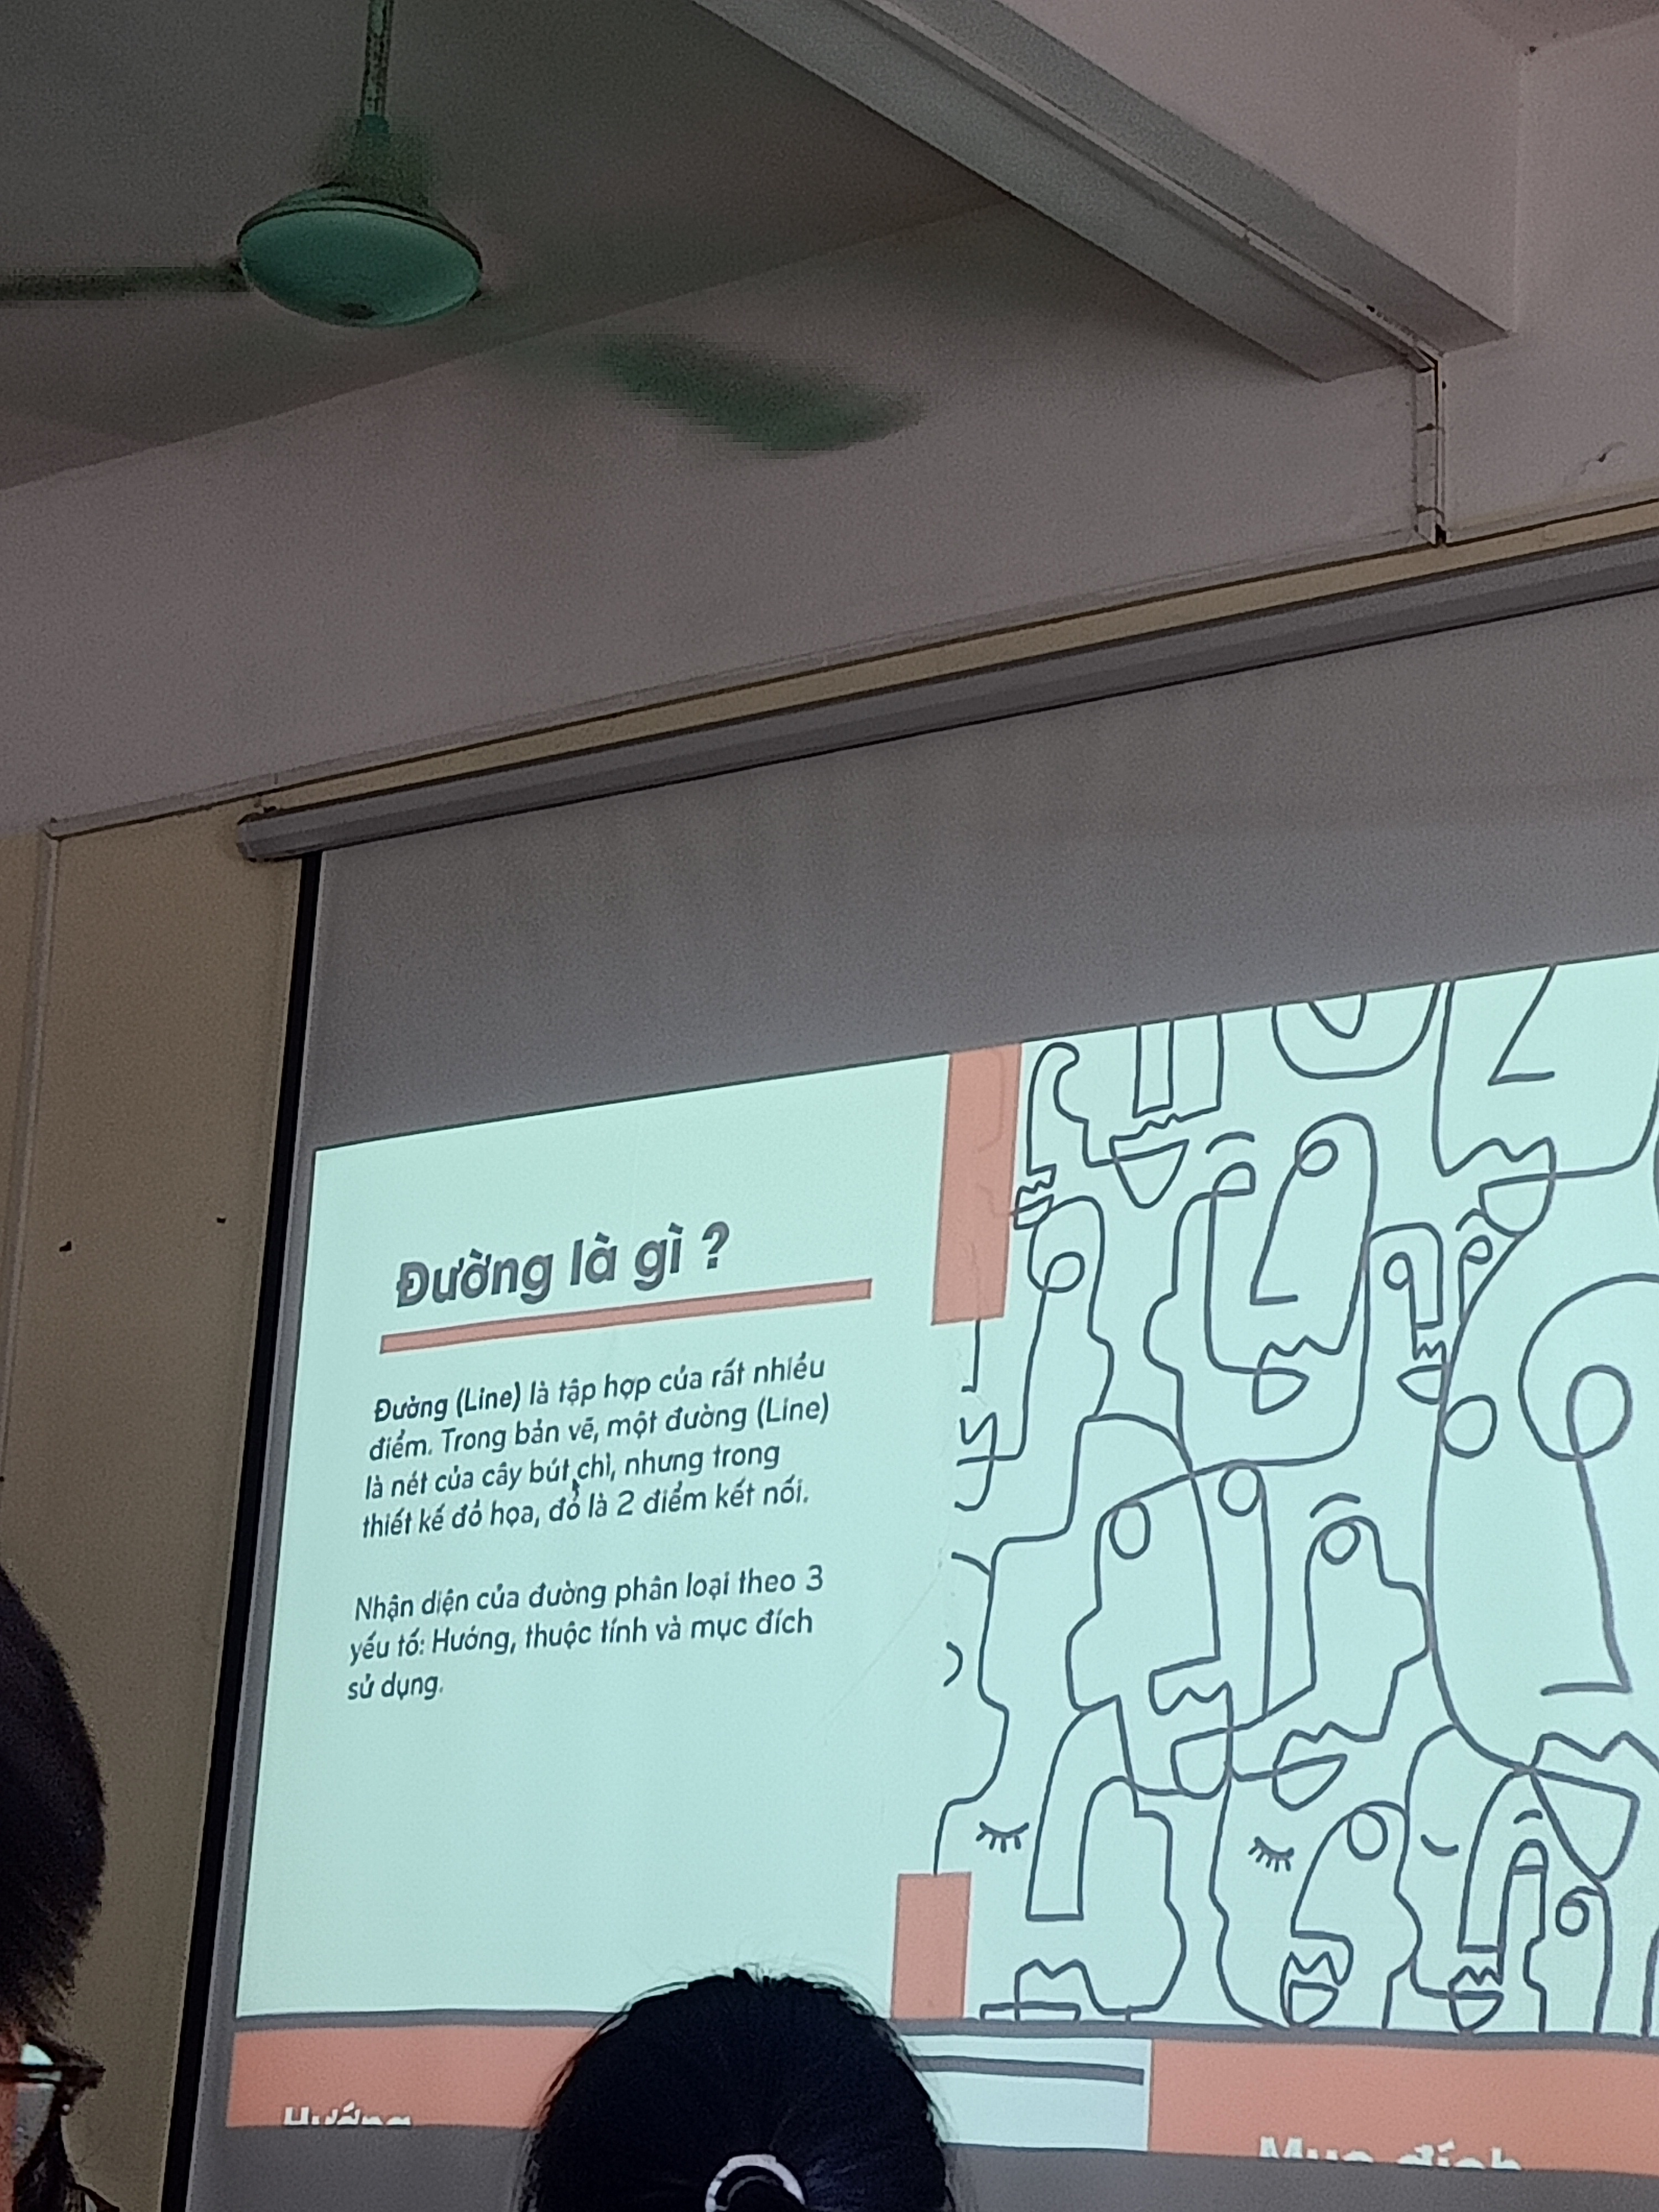 Đường là gì ?
Đường (Line) là tập hợp của rất nhiều
điểm. Trong bản vẽ, một đường (Line)
là nét của cây bút chì, nhưng trong
thiết kế đồ họa, đó là 2 điểm kết nối.
Nhận diện của đường phân loại theo 3
yếu tố: Hướng, thuộc tính và mục đích
sử dụng.
Hướng
Mục đích